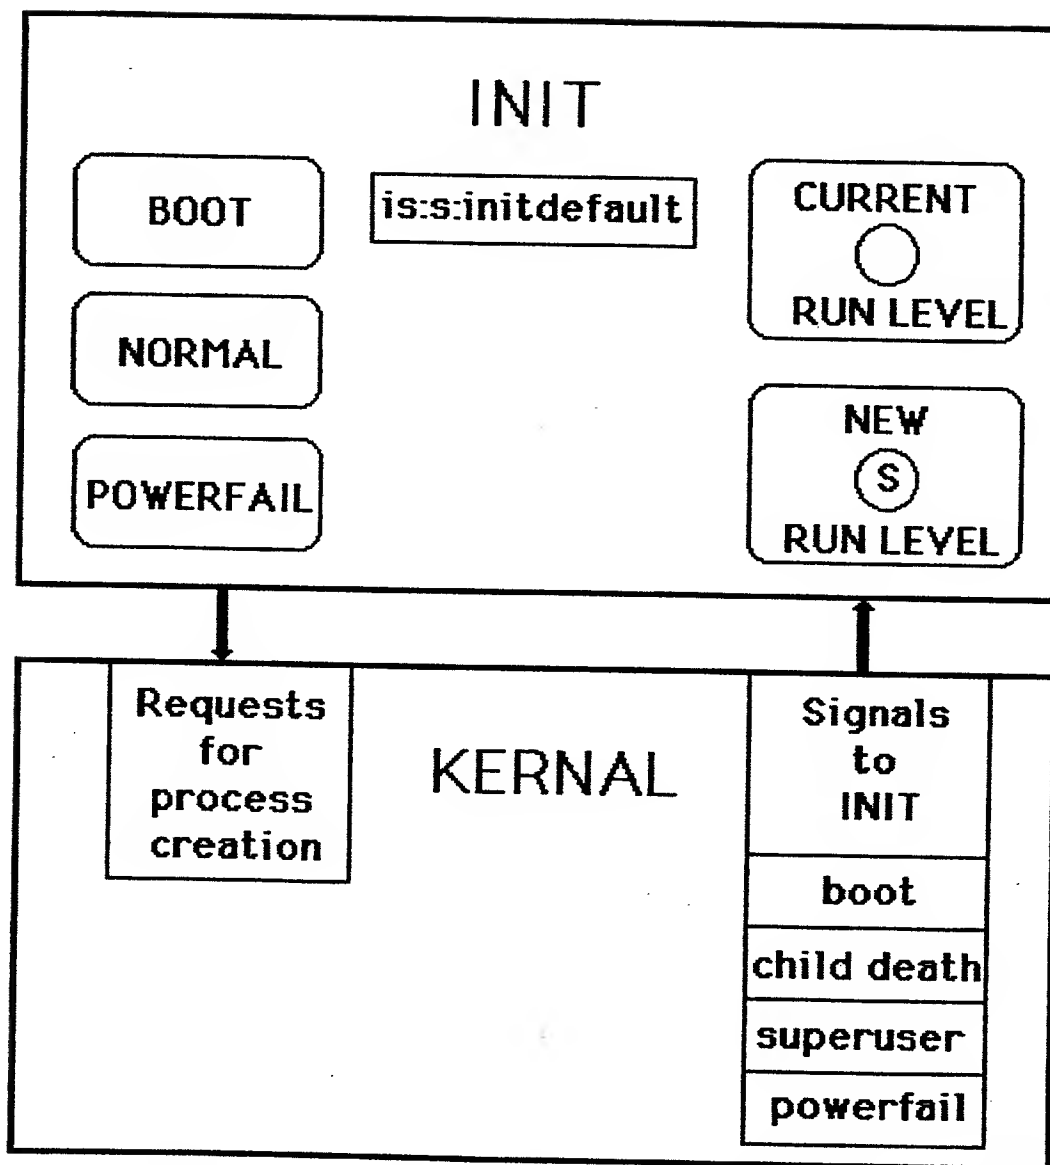 INIT
BOOT
is:s:initdefault
CURRENT
RUN LEVEL
NORMAL
NEW
S
RUN LEVEL
POWERFAIL
Requests
for
process
creation
KERNAL
Signals
to
INIT
boot
child death
superuser
powerfail